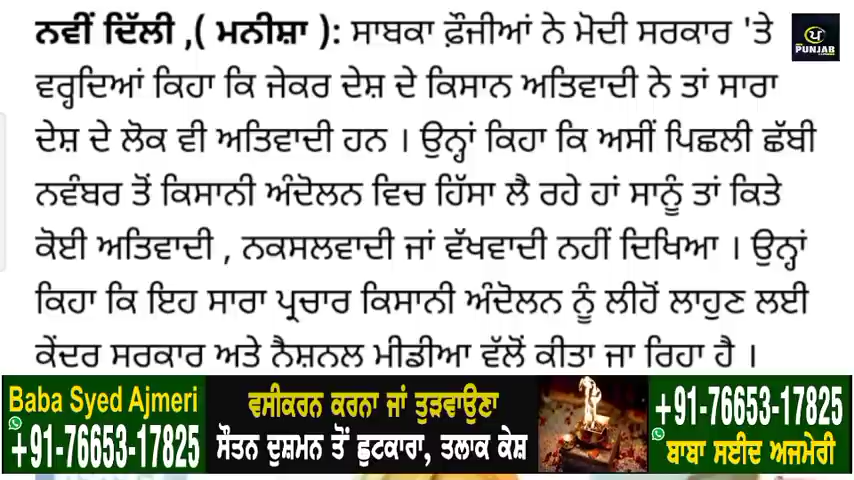 ਨਵੀਂ ਦਿੱਲੀ ,( ਮਨੀਸ਼ਾ ): ਸਾਬਕਾ ਫ਼ੌਜੀਆਂ ਨੇ ਮੋਦੀ ਸਰਕਾਰ 'ਤੇ
ਵਰ੍ਹਦਿਆਂ ਕਿਹਾ ਕਿ ਜੇਕਰ ਦੇਸ਼ ਦੇ ਕਿਸਾਨ ਅਤਿਵਾਦੀ ਨੇ ਤਾਂ ਸਾਰਾ
ਦੇਸ਼ ਦੇ ਲੋਕ ਵੀ ਅਤਿਵਾਦੀ ਹਨ । ਉਨ੍ਹਾਂ ਕਿਹਾ ਕਿ ਅਸੀਂ ਪਿਛਲੀ ਛੱਬੀ
ਨਵੰਬਰ ਤੋਂ ਕਿਸਾਨੀ ਅੰਦੋਲਨ ਵਿਚ ਹਿੱਸਾ ਲੈ ਰਹੇ ਹਾਂ ਸਾਨੂੰ ਤਾਂ ਕਿਤੇ
ਕੋਈ ਅਤਿਵਾਦੀ , ਨਕਸਲਵਾਦੀ ਜਾਂ ਵੱਖਵਾਦੀ ਨਹੀਂ ਦਿਖਿਆ । ਉਨ੍ਹਾਂ
ਕਿਹਾ ਕਿ ਇਹ ਸਾਰਾ ਪ੍ਰਚਾਰ ਕਿਸਾਨੀ ਅੰਦੋਲਨ ਨੂੰ ਲੀਹੋਂ ਲਾਹੁਣ ਲਈ
ਕੇਂਦਰ ਸਰਕਾਰ ਅਤੇ ਨੈਸ਼ਨਲ ਮੀਡੀਆ ਵੱਲੋਂ ਕੀਤਾ ਜਾ ਰਿਹਾ ਹੈ ।
ਪ
PUNJAB
Baba Syed Ajmeri
+91-76653-17825
ਵਸੀਕਰਨ ਕਰਨਾ ਜਾਂ ਤੁੜਵਾਉਣਾ
ਸੌਤਨ ਦੁਸ਼ਮਨ ਤੋਂ ਛੁਟਕਾਰਾ, ਤਲਾਕ ਕੇਸ਼
+91-76653-17825
ਬਾਬਾ ਸਈਦ ਅਜਮੇਰੀ